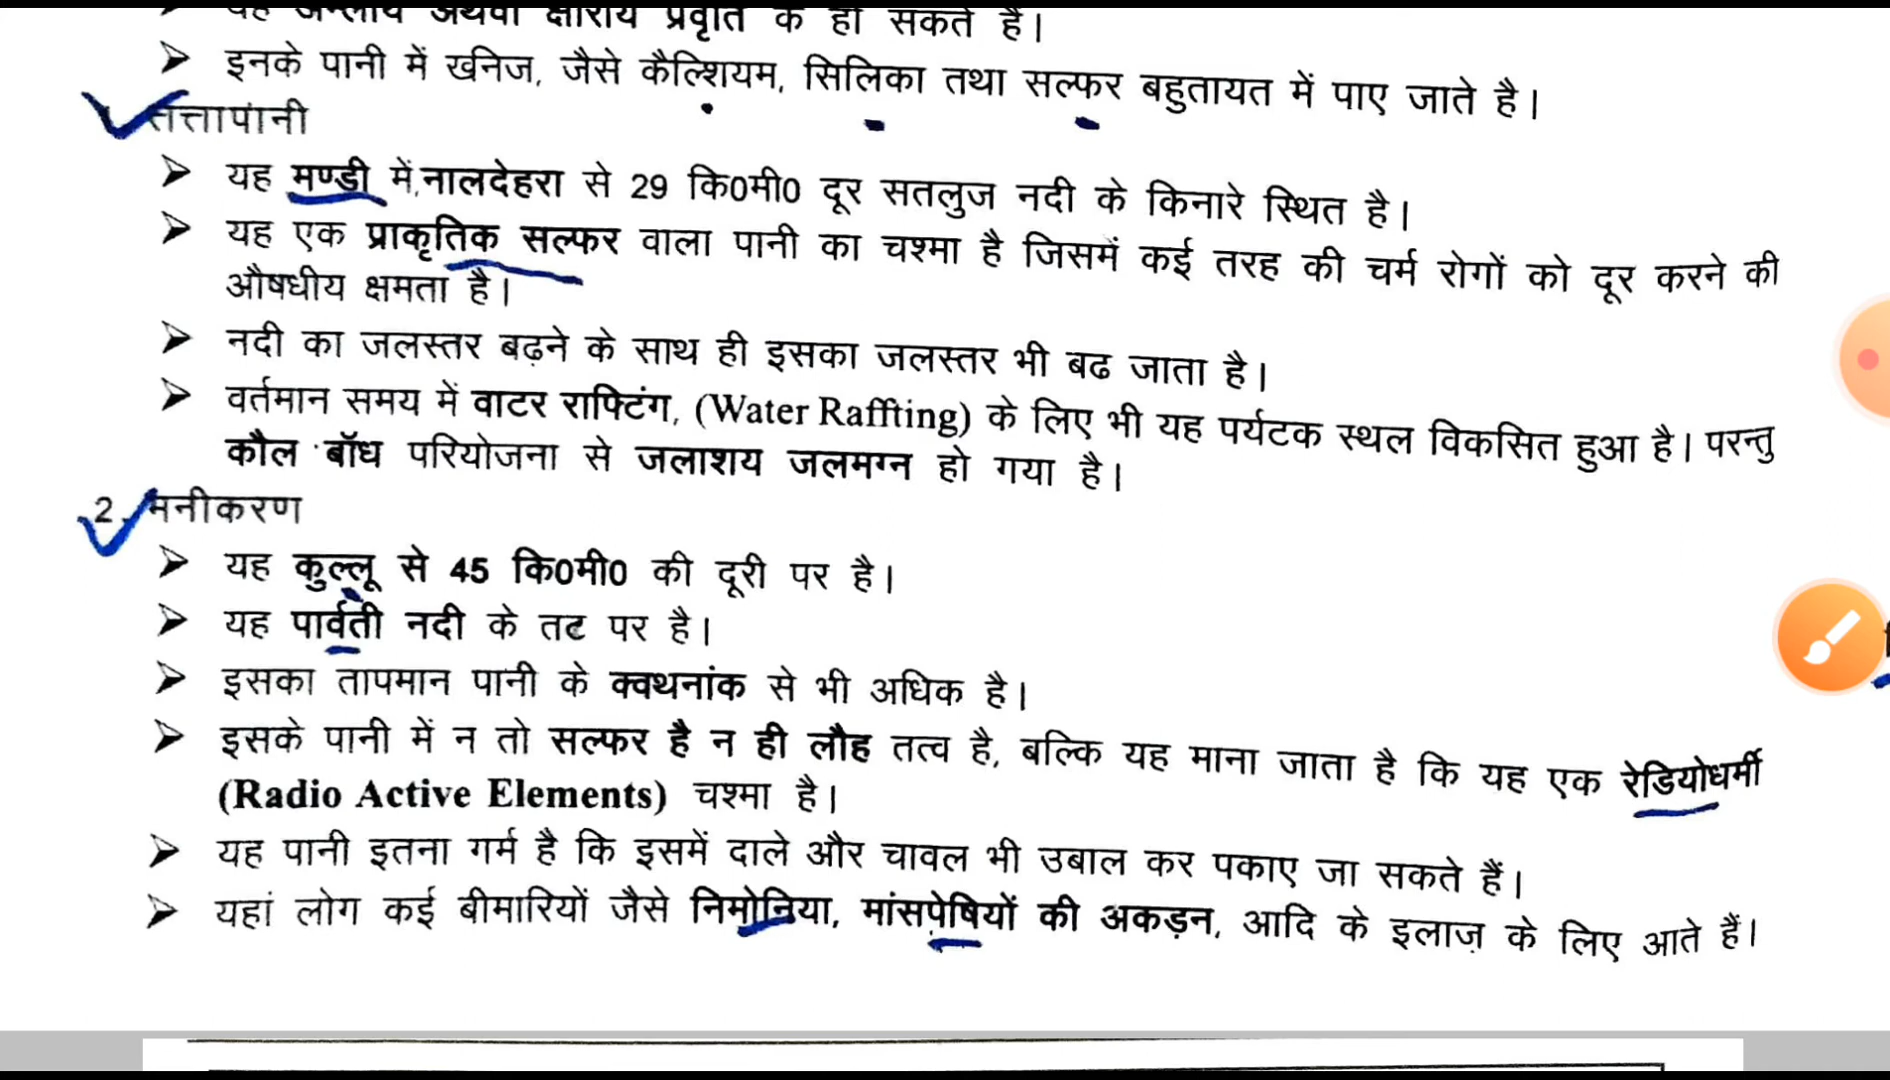 यह अम्लीय अथवा क्षारीय प्रवृति के हो सकते हैं।
➤ इनके पानी में खनिज, जैसे कैल्शियम, सिलिका तथा सल्फर बहुतायत में पाए जाते है।
तत्तापानी
➤ यह मण्डी में नालदेहरा से 29 कि0मी0 दूर सतलुज नदी के किनारे स्थित है।
➤ यह एक प्राकृतिक सल्फर वाला पानी का चश्मा है जिसमें कई तरह की चर्म रोगों को दूर करने की
औषधीय क्षमता है।
➤ नदी का जलस्तर बढ़ने के साथ ही इसका जलस्तर भी बढ जाता है।
➤ वर्तमान समय में वाटर राफ्टिंग, (Water Raffting) के लिए भी यह पर्यटक स्थल विकसित हुआ है। परन्तु
कौल बॉध परियोजना से जलाशय जलमग्न हो गया है।
2. मनीकरण
➤ यह कुल्लू से 45 कि0मी0 की दूरी पर है।
➤ यह पार्वती नदी के तट पर है।
➤ इसका तापमान पानी के क्वथनांक से भी अधिक है।
➤ इसके पानी में न तो सल्फर है न ही लौह तत्व है, बल्कि यह माना जाता है कि यह एक रेडियोधर्मी
(Radio Active Elements) चश्मा है।
➤ यह पानी इतना गर्म है कि इसमें दाले और चावल भी उबाल कर पकाए जा सकते हैं।
➤ यहां लोग कई बीमारियों जैसे निमोनिया, मांसपेषियों की अकड़न, आदि के इलाज़ के लिए आते हैं।